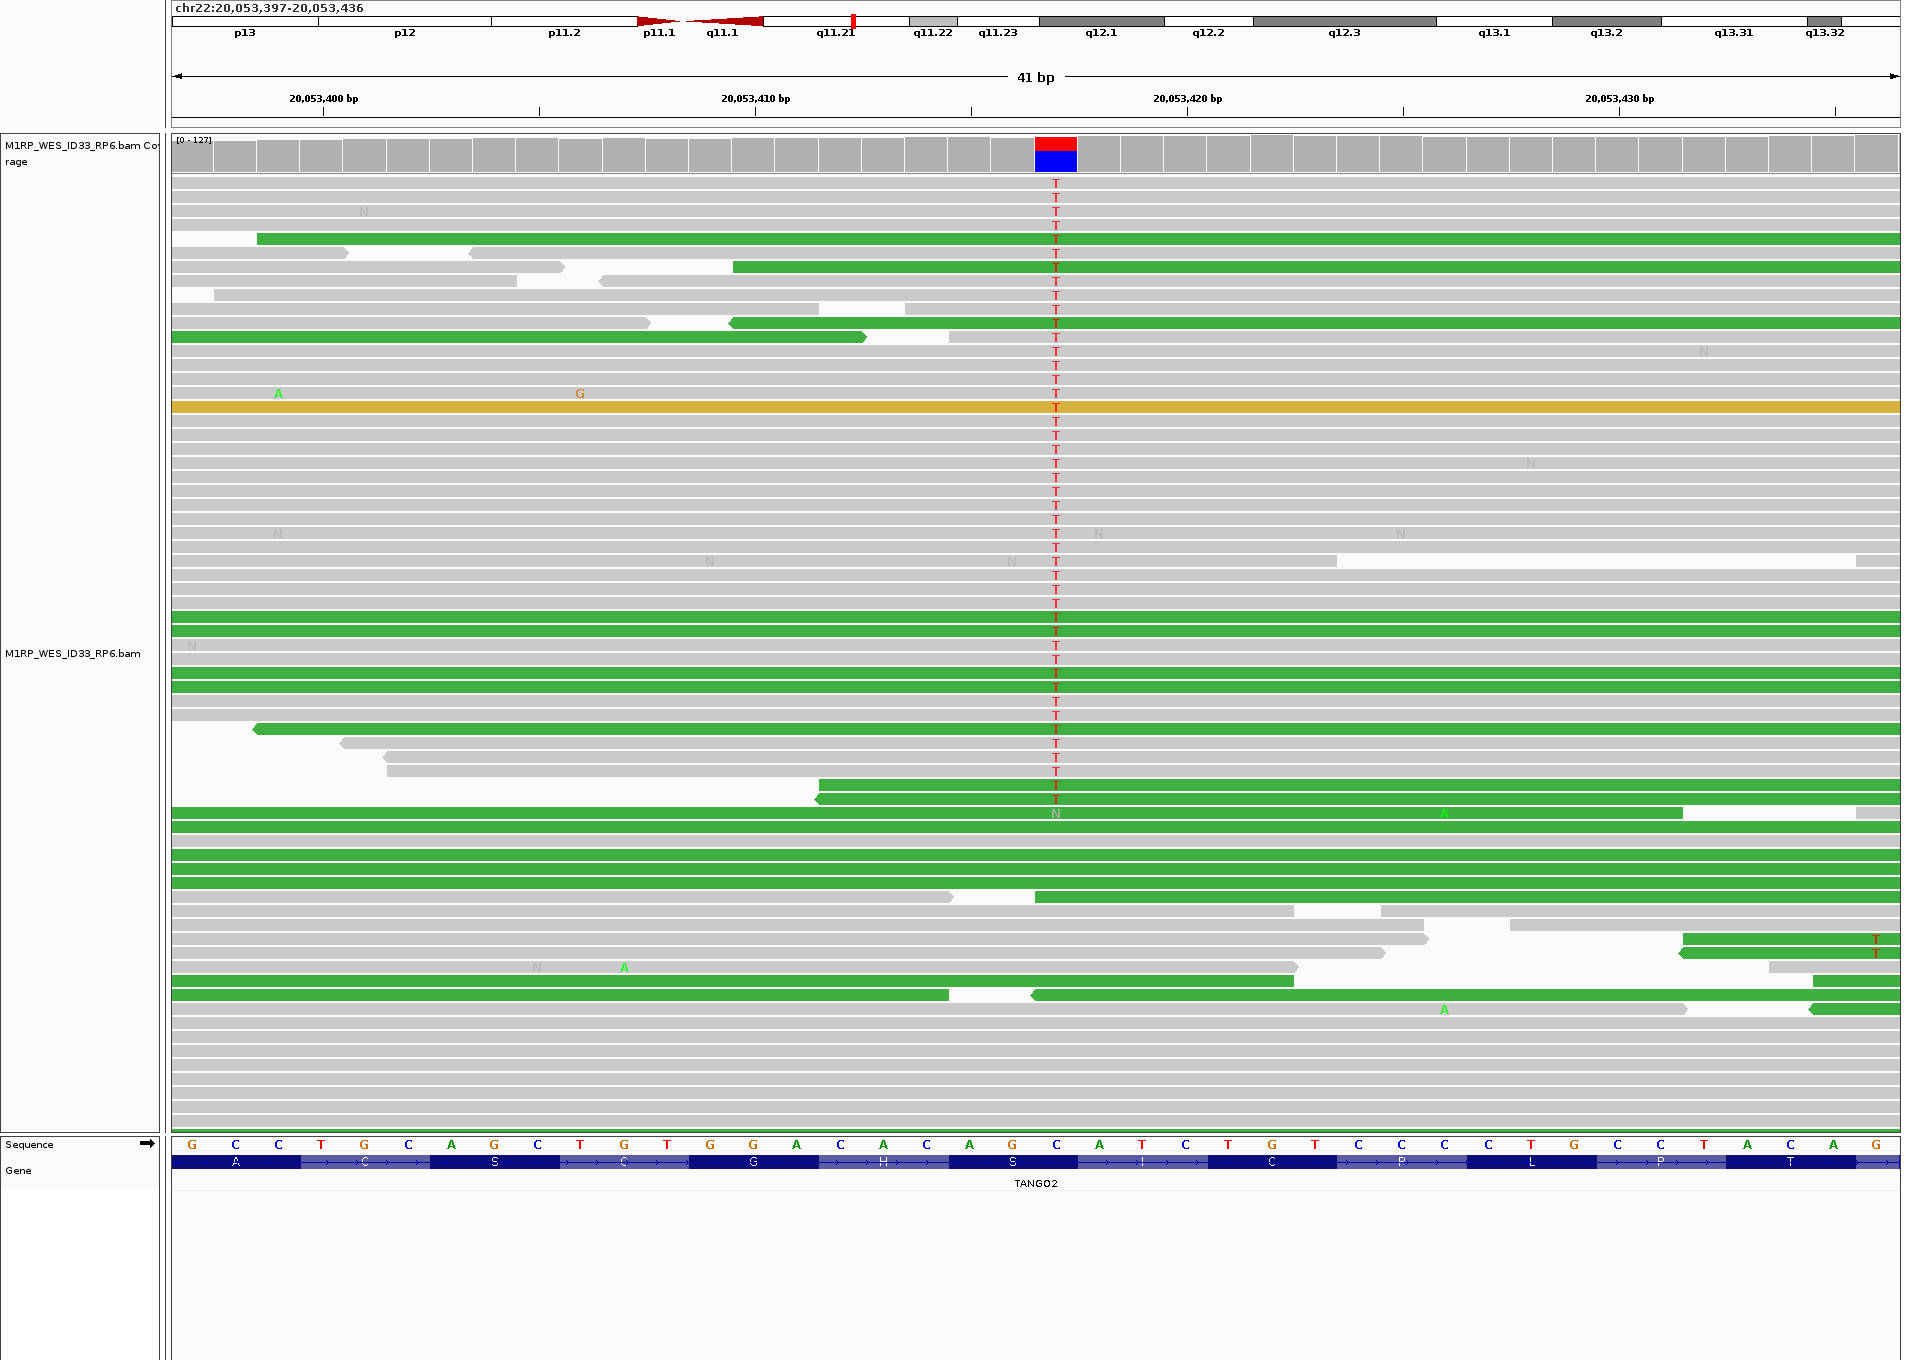 chr22:20,053,397-20,053,436
p13 p12 p11.2 p11.1 q11.1 q11.21 q11.22 q11.23 q12.1 q12.2 q12.3 q13.1 q13.2 q13.31 q13.32
41 bp
20,053,400 bp 20,053,410 bp 20,053,420 bp 20,053,430 bp
M1RP_WES_ID33_RP6.bam Co
rage
[0 - 127]
T
T
N T
T
T
T
T
T
T
T
T
T
T N
T
T
A G T
T
T
T
T
T N
T
T
T
T
N T N N
T
N N T
T
T
T
T
T
N T
T
T
T
T
T
T
T
T
T
T
T
N A
T
T
N A
A
M1RP_WES_ID33_RP6.bam
Sequence G C C T G C A G C T G T G G A C A C A G C A T C T G T C C C C T G C C T A C A G
Gene A C S C G H S I C P L P T
TANGO2